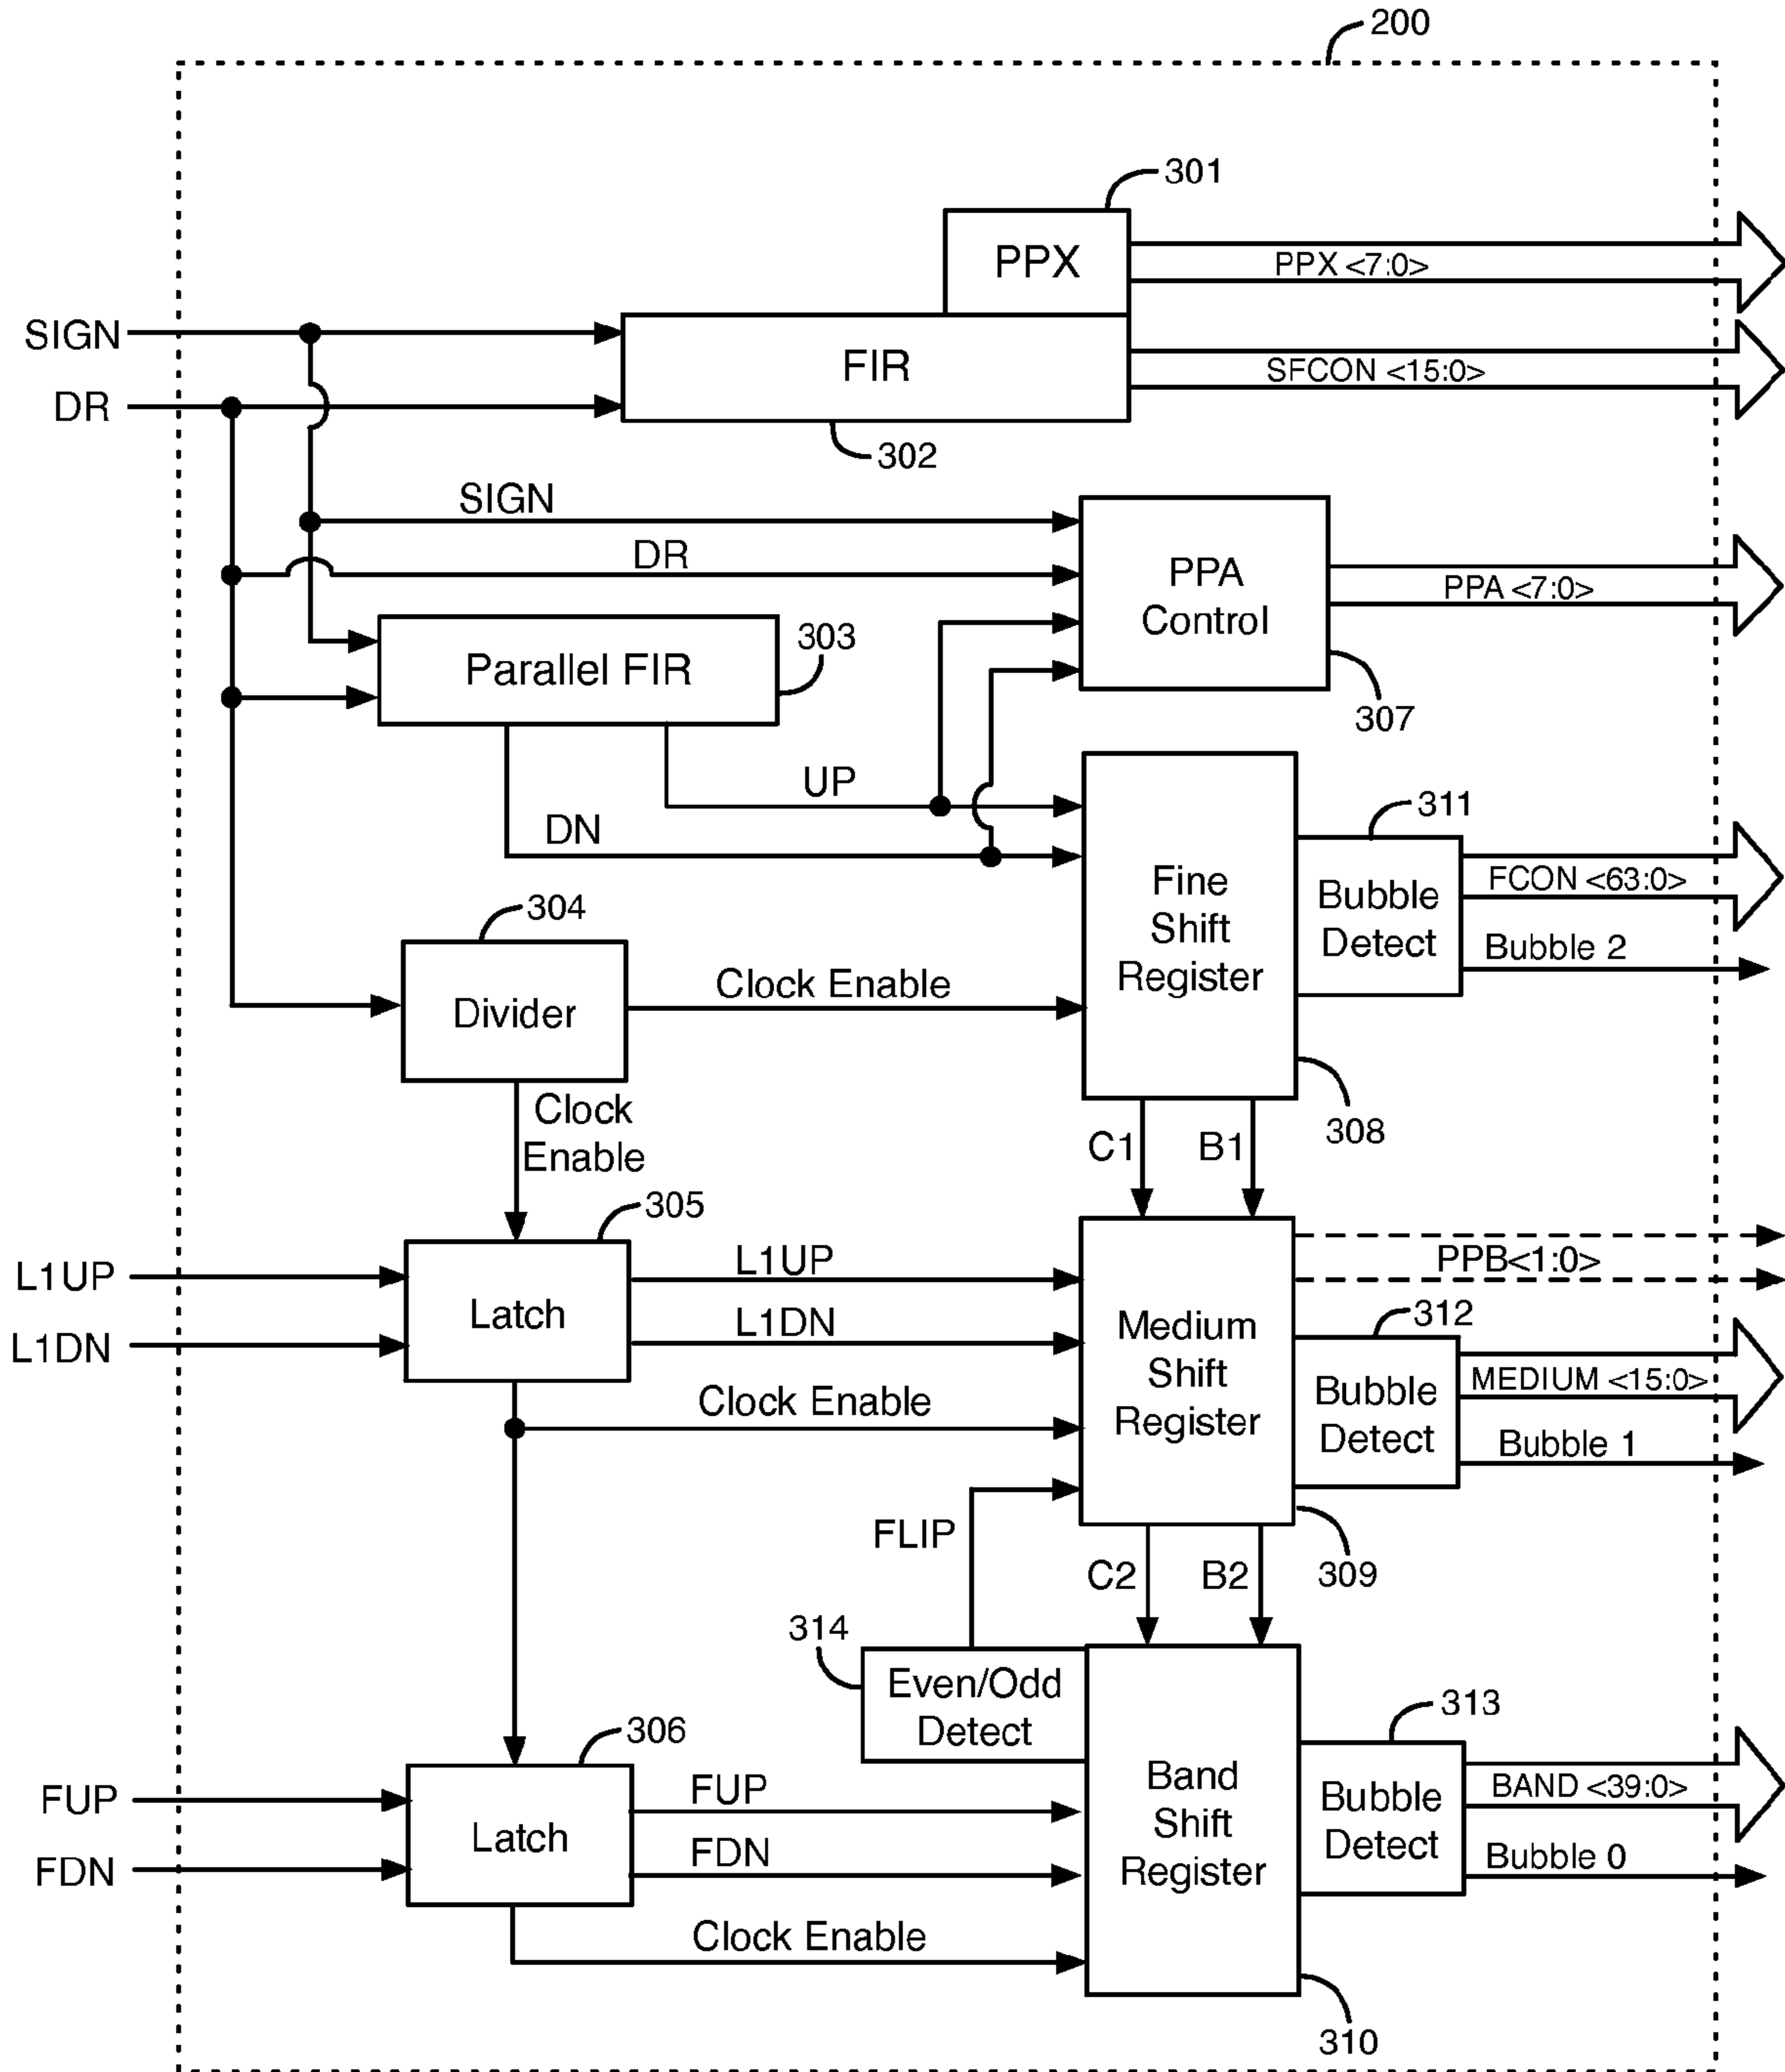 200
301
PPX
PPX <7:0>
SIGN
FIR
SFCON <15:0>
DR
302
SIGN
DR
PPA
Control
PPA <7:0>
303
Parallel FIR
307
UP
DN
311
Fine
Shift
Register
Bubble
Detect
FCON <63:0>
Bubble 2
304
Divider
Clock Enable
308
Clock
Enable
C1
B1
305
L1UP
L1DN
Latch
L1UP
L1DN
PPB<1:0>
312
Medium
Shift
Register
Bubble
Detect
MEDIUM <15:0>
Bubble 1
Clock Enable
FLIP
C2
B2
309
314
Even/Odd
Detect
313
306
FUP
FDN
Latch
FUP
FDN
Band
Shift
Register
Bubble
Detect
BAND <39:0>
Bubble 0
Clock Enable
310